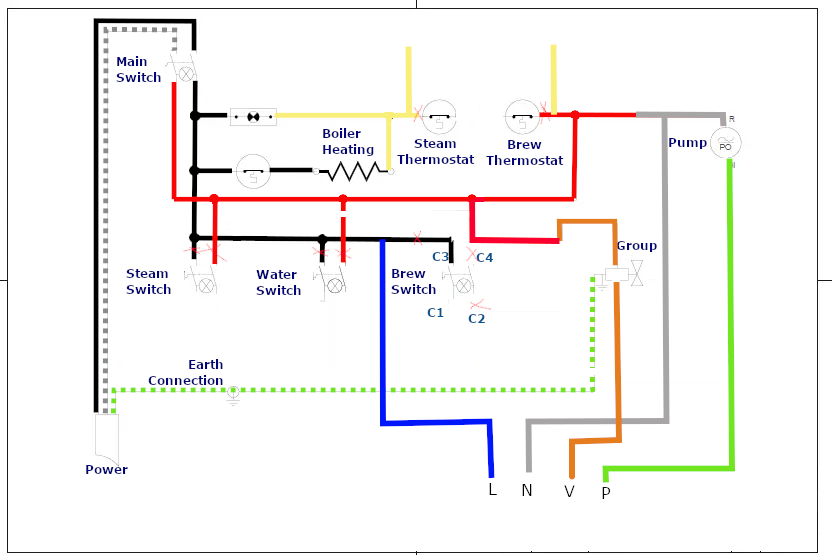 Main
Switch
Boiler
Heating
Steam
Thermostat
Brew
Thermostat
Pump
R
PO
Steam
Switch
Water
Switch
Brew
Switch
C3
C4
C1
C2
Group
Earth
Connection
Power
L
N
V
P